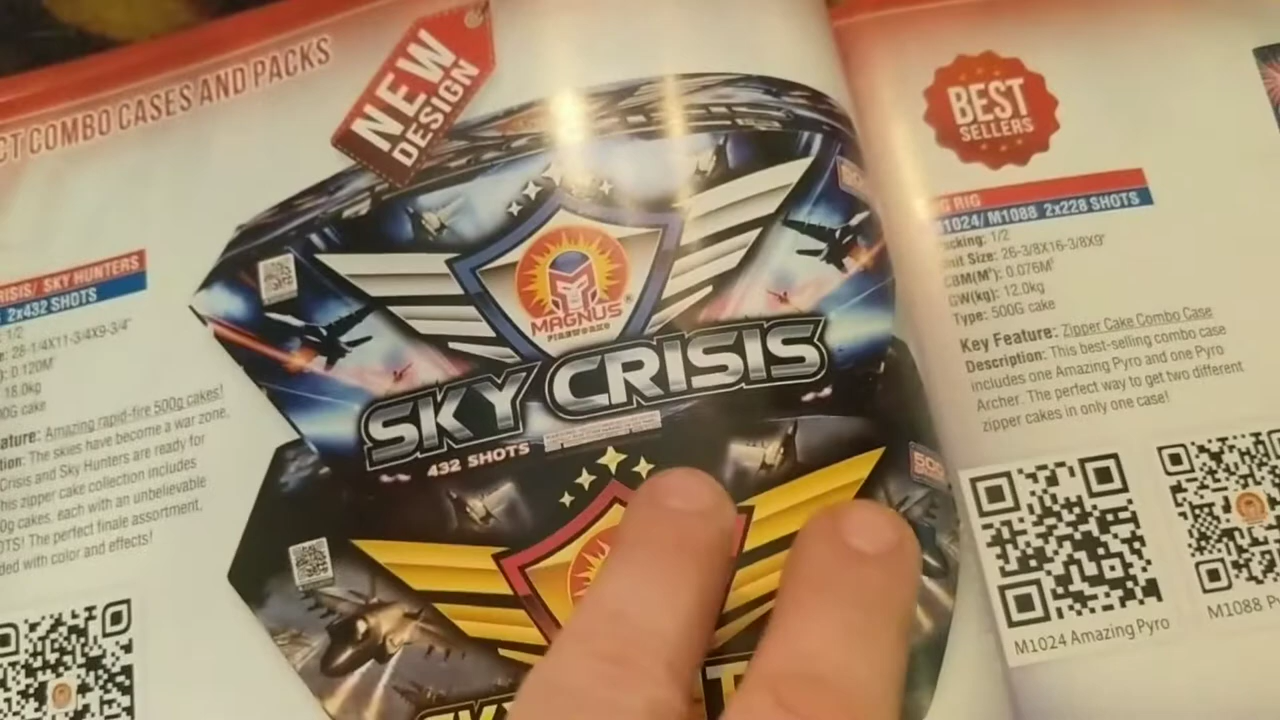 CT COMBO CASES AND PACKS
NEW
DESIGN
RISIS/ SKY HUNTERS
2x432 SHOTS
1/2
e: 28-1/4X11-3/4X9-3/4"
): 0.120M³
18.0kg
0G cake
ature: Amazing rapid-fire 500g cakes!
tion: The skies have become a war zone.
Crisis and Sky Hunters are ready for
his zipper cake collection includes
0g cakes, each with an unbelievable
OTS! The perfect finale assortment,
ded with color and effects!
MAGNUS®
FIREWORKS
SKY CRISIS
432 SHOTS
500
BEST
SELLERS
G RIG
M1024/ M1088 2x228 SHOTS
cking: 1/2
nit Size: 26-3/8X16-3/8X9"
CBM(M³): 0.076M³
GW(kg): 12.0kg
Type: 500G cake
Key Feature: Zipper Cake Combo Case
Description: This best-selling combo case
includes one Amazing Pyro and one Pyro
Archer. The perfect way to get two different
zipper cakes in only one case!
M1024 Amazing Pyro
M1088 Py